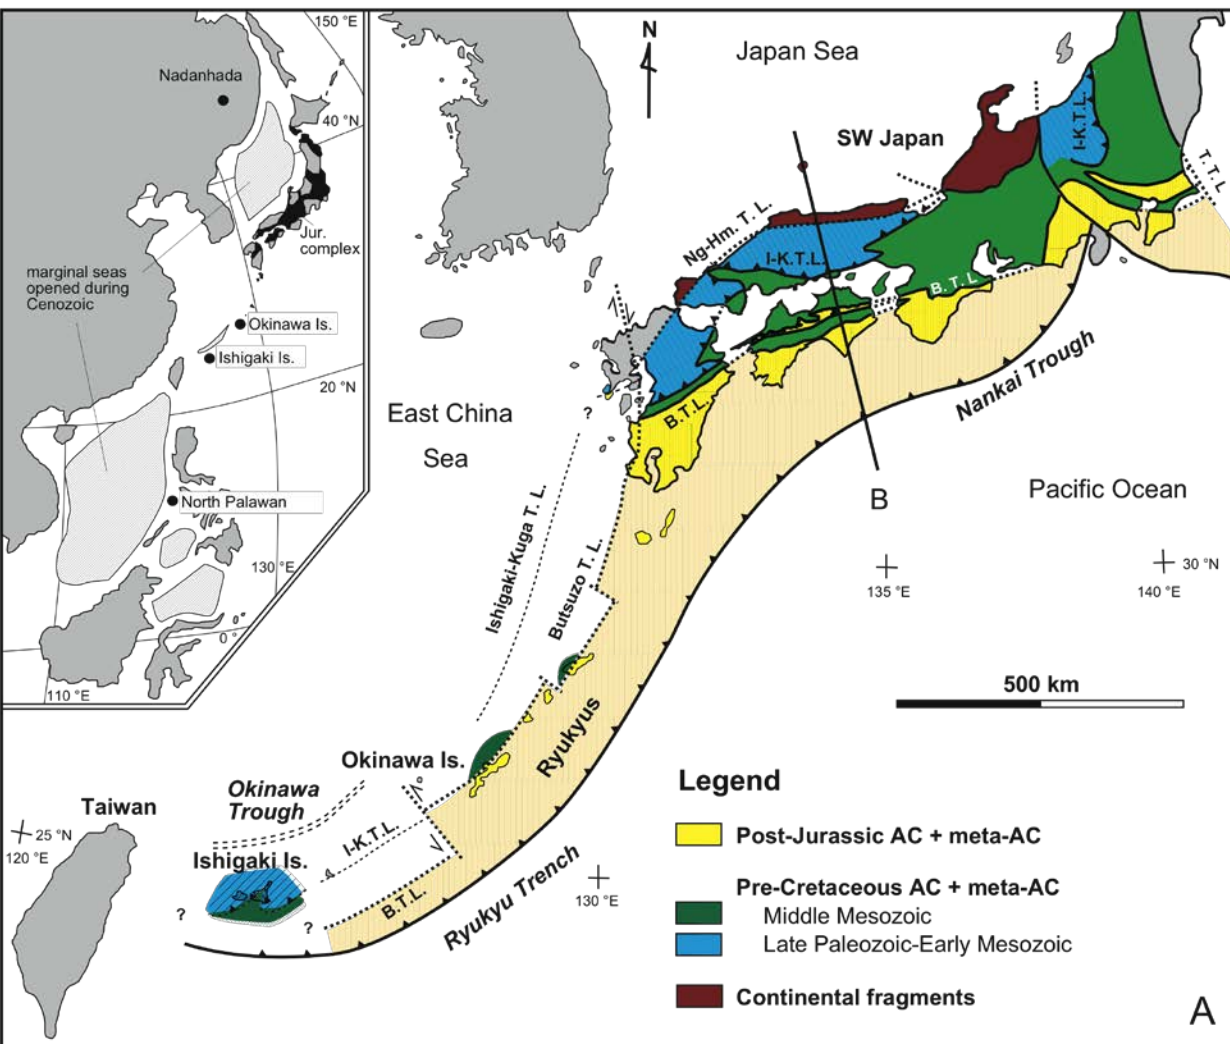 150 °E
Nadanhada
40 °N
Jur.
complex
marginal seas
opened during
Cenozoic
Okinawa Is.
Ishigaki Is.
20 °N
North Palawan
130 °E
0 °
110 °E
N
Japan Sea
SW Japan
I-K.T.L.
T. T. L
Ng-Hm. T. L.
I-K.T.L.
B. T. L
B.T.L.
Nankai Trough
East China
Sea
?
B
Pacific Ocean
135 °E
140 °E
30 °N
Ishigaki-Kuga T. L.
Butsuzo T. L.
500 km
Ryukyus
Okinawa Is.
Okinawa
Trough
Taiwan
25 °N
120 °E
I-K.T.L.
Ishigaki Is.
?
?
B.T.L.
Ryukyu Trench
130 °E
Legend
Post-Jurassic AC + meta-AC
Pre-Cretaceous AC + meta-AC
Middle Mesozoic
Late Paleozoic-Early Mesozoic
Continental fragments
A